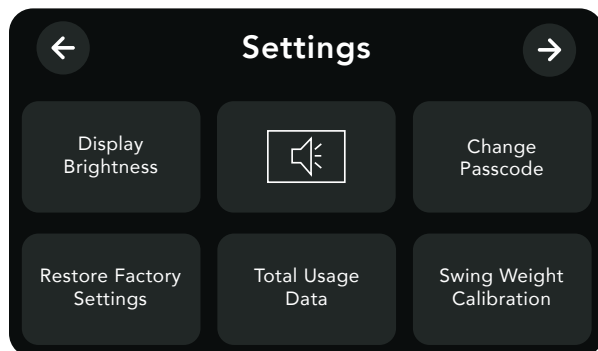 Settings
Display
Brightness
Change
Passcode
Restore Factory
Settings
Total Usage
Data
Swing Weight
Calibration